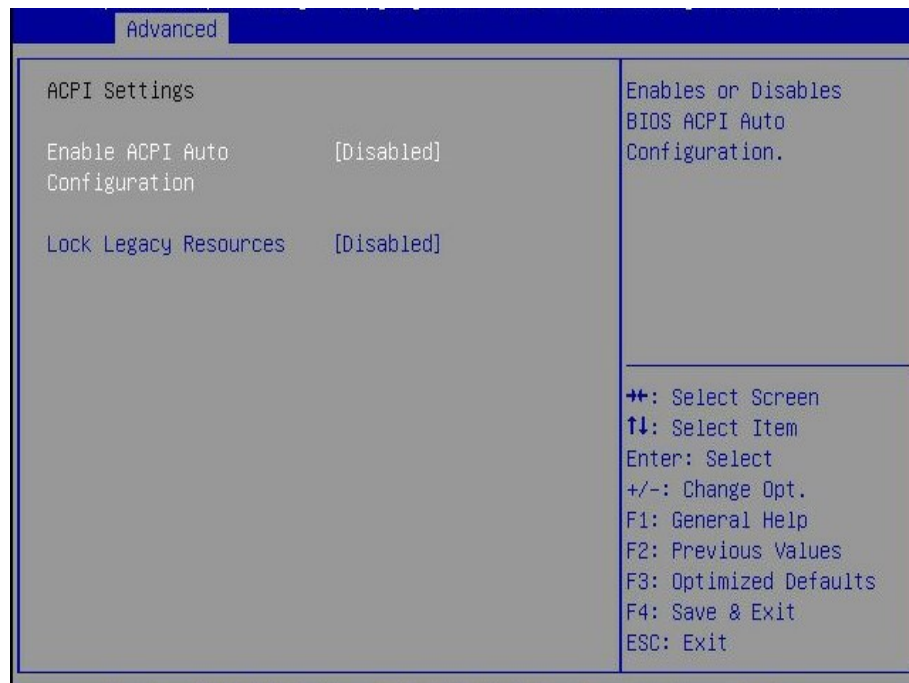 Advanced
ACPI Settings
Enable ACPI Auto [Disabled]
Configuration
Lock Legacy Resources [Disabled]
Enables or Disables
BIOS ACPI Auto
Configuration.
→←: Select Screen
↑↓: Select Item
Enter: Select
+/-: Change Opt.
F1: General Help
F2: Previous Values
F3: Optimized Defaults
F4: Save & Exit
ESC: Exit